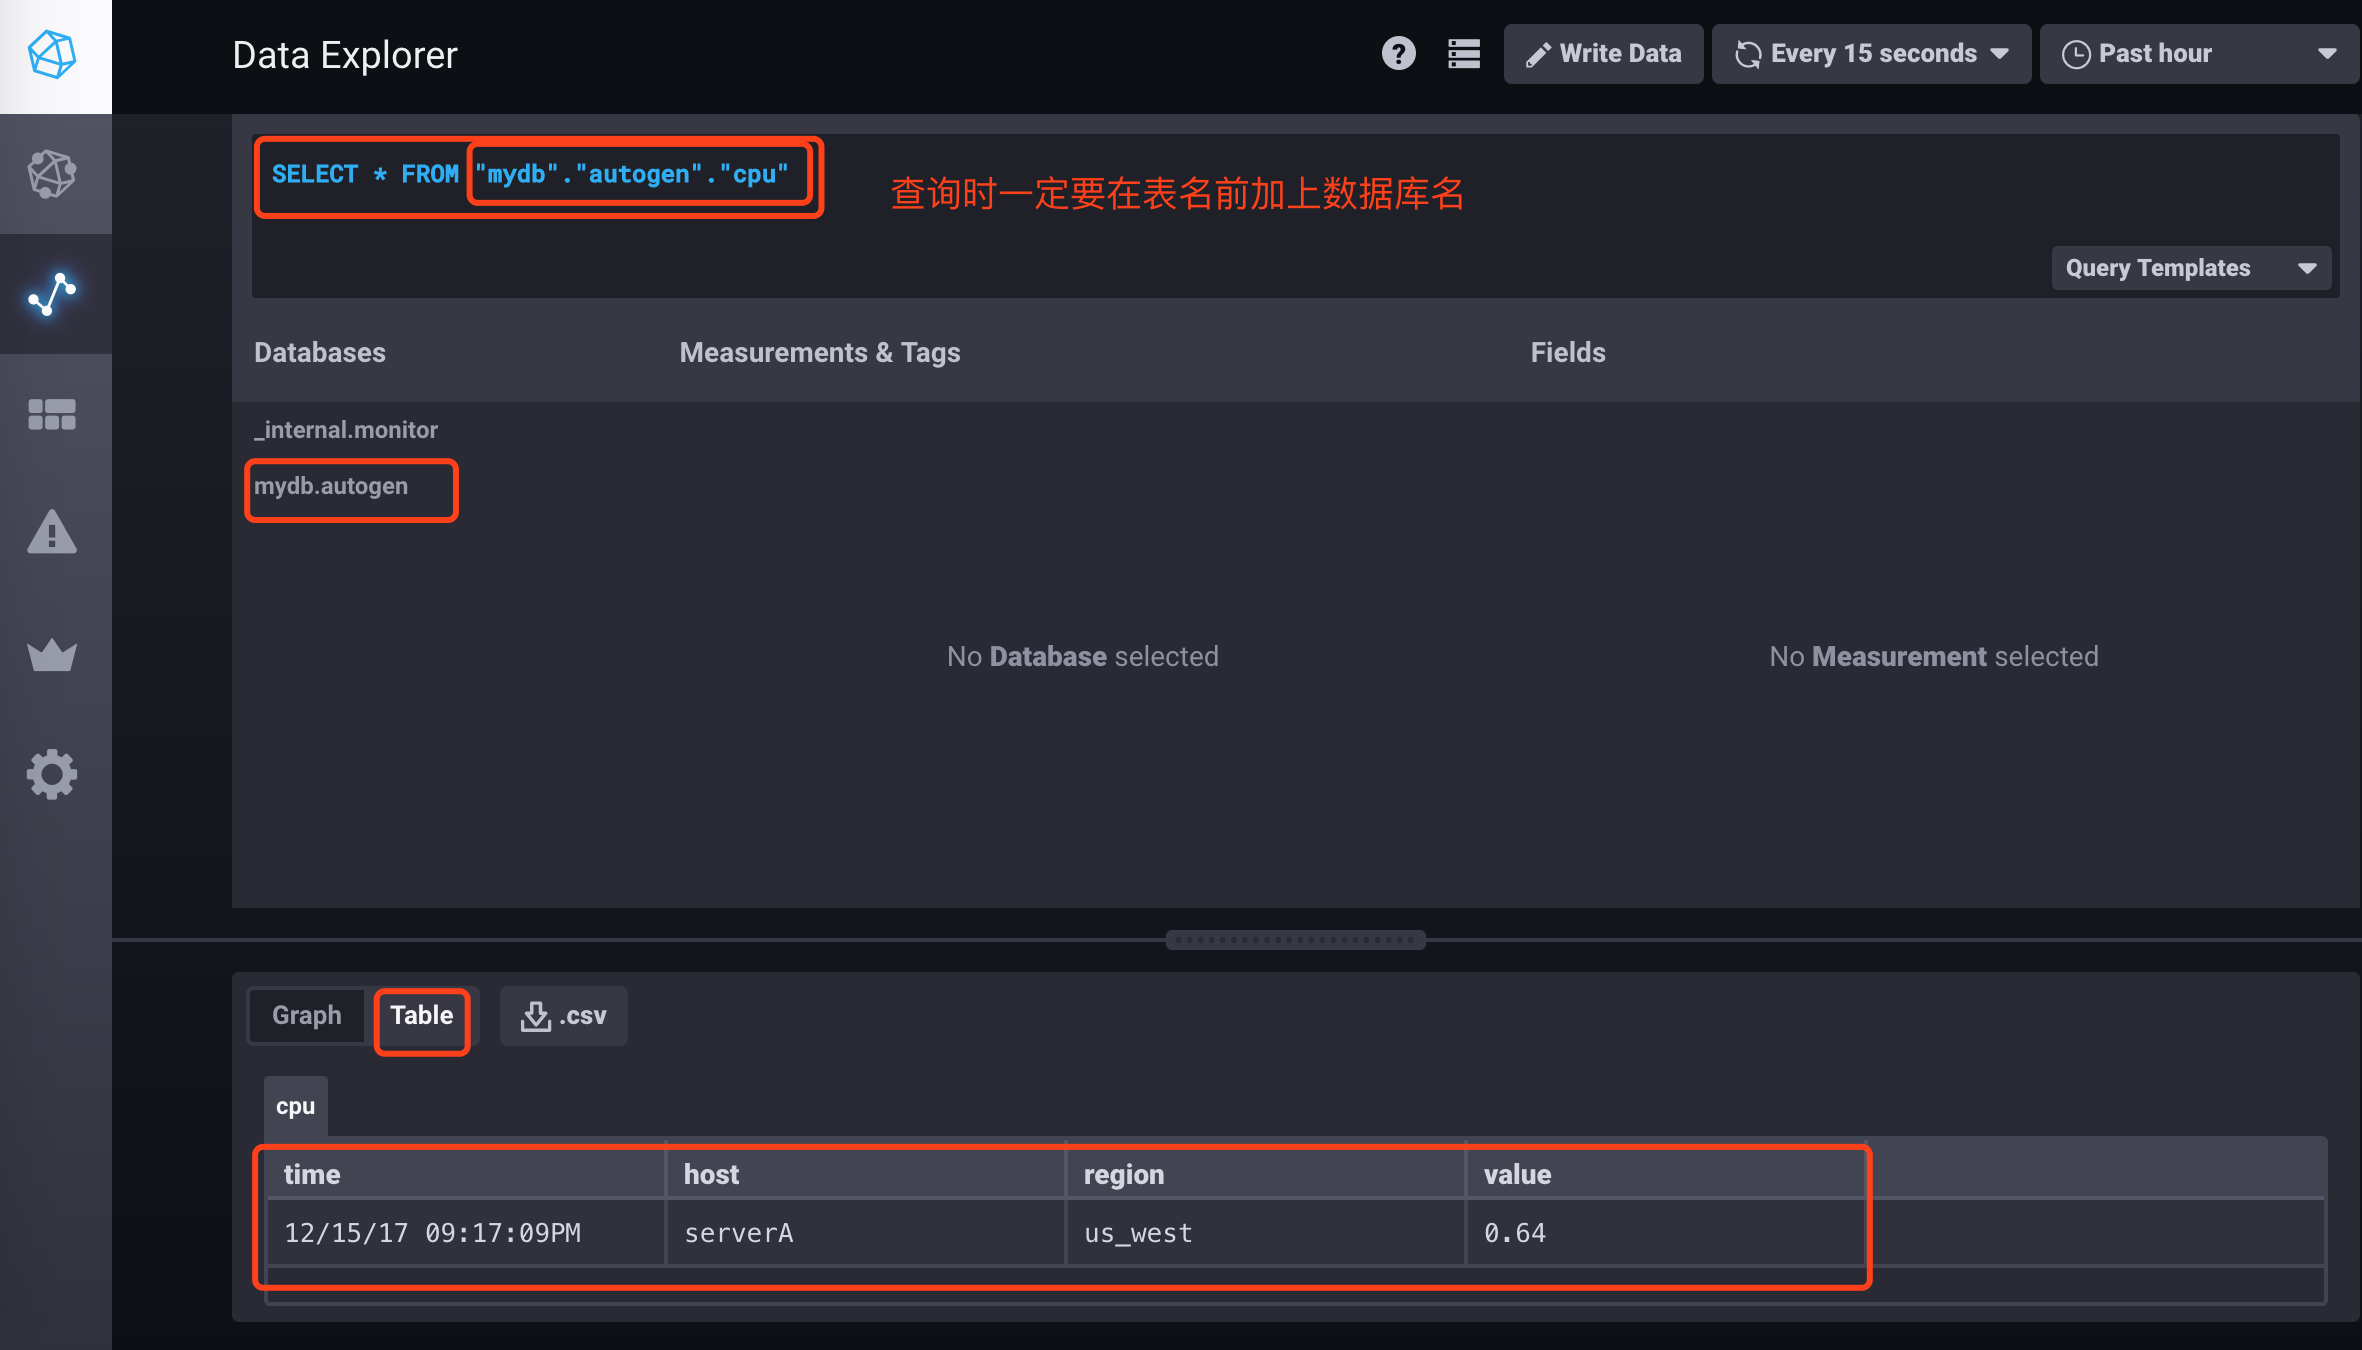 Data Explorer
?
Write Data
Every 15 seconds
Past hour
SELECT * FROM "mydb"."autogen"."cpu"
查询时一定要在表名前加上数据库名
Query Templates
Databases
Measurements & Tags
Fields
_internal.monitor
mydb.autogen
No Database selected
No Measurement selected
Graph
Table
.csv
cpu
time host region value
12/15/17 09:17:09PM serverA us_west 0.64